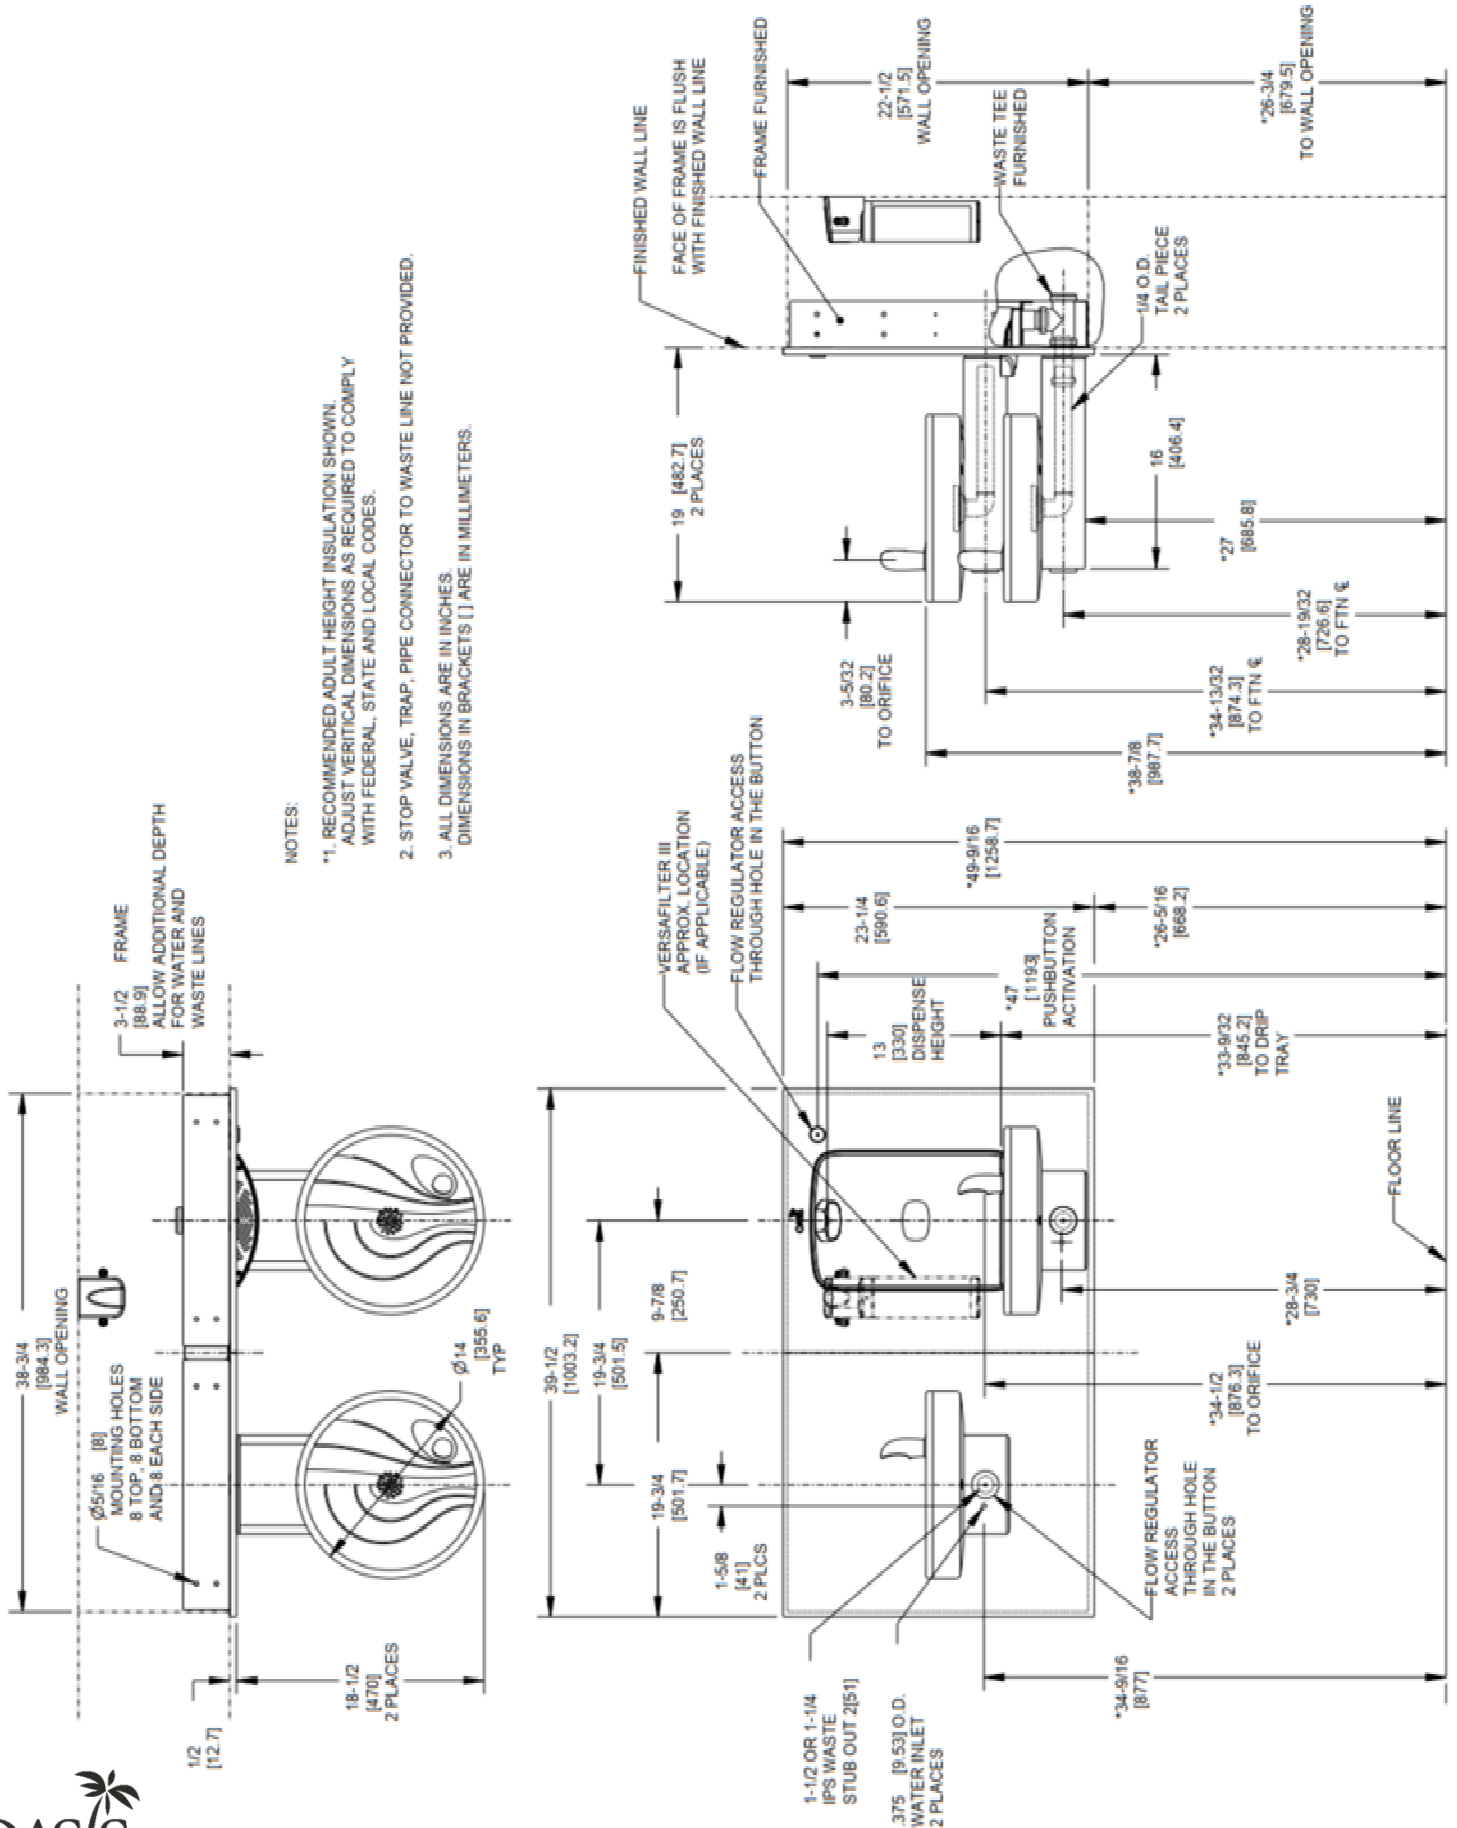 OASIS
38-3/4
[984.3]
WALL OPENING
3-1/2 FRAME
[88.9]
ALLOW ADDITIONAL DEPTH
FOR WATER AND
WASTE LINES
Ø5/16 [8]
MOUNTING HOLES
8 TOP, 8 BOTTOM
AND 8 EACH SIDE
1/2
[12.7]
18-1/2
[470]
2 PLACES
Ø14
[355.6]
TYP
NOTES:
*1. RECOMMENDED ADULT HEIGHT INSULATION SHOWN.
ADJUST VERITICAL DIMENSIONS AS REQUIRED TO COMPLY
WITH FEDERAL, STATE AND LOCAL CODES.
2. STOP VALVE, TRAP, PIPE CONNECTOR TO WASTE LINE NOT PROVIDED.
3. ALL DIMENSIONS ARE IN INCHES.
DIMENSIONS IN BRACKETS [ ] ARE IN MILLIMETERS.
39-1/2
[1003.2]
19-3/4
[501.5]
9-7/8
[250.7]
19-3/4
[501.7]
1-5/8
[41]
2 PLCS
VERSAFILTER III
APPROX. LOCATION
(IF APPLICABLE)
FLOW REGULATOR ACCESS
THROUGH HOLE IN THE BUTTON
1-1/2 OR 1-1/4
IPS WASTE
STUB OUT 2[51]
.375 [9.53] O.D.
WATER INLET
2 PLACES
FLOW REGULATOR
ACCESS
THROUGH HOLE
IN THE BUTTON
2 PLACES
*34-9/16
[877]
*34-1/2
[876.3]
TO ORIFICE
*28-3/4
[730]
FLOOR LINE
13
[330]
DISPENSE
HEIGHT
*33-9/32
[845.2]
TO DRIP
TRAY
*47
[1193]
PUSHBUTTON
ACTIVATION
23-1/4
[590.6]
*26-5/16
[668.2]
*49-9/16
[1258.7]
FINISHED WALL LINE
FACE OF FRAME IS FLUSH
WITH FINISHED WALL LINE
FRAME FURNISHED
19 [482.7]
2 PLACES
3-5/32
[80.2]
TO ORIFICE
22-1/2
[571.5]
WALL OPENING
WASTE TEE
FURNISHED
1/4 O.D.
TAIL PIECE
2 PLACES
*26-3/4
[679.5]
TO WALL OPENING
16
[406.4]
*27
[685.8]
*28-19/32
[726.6]
TO FTN ℄
*34-13/32
[874.3]
TO FTN ℄
*38-7/8
[987.7]